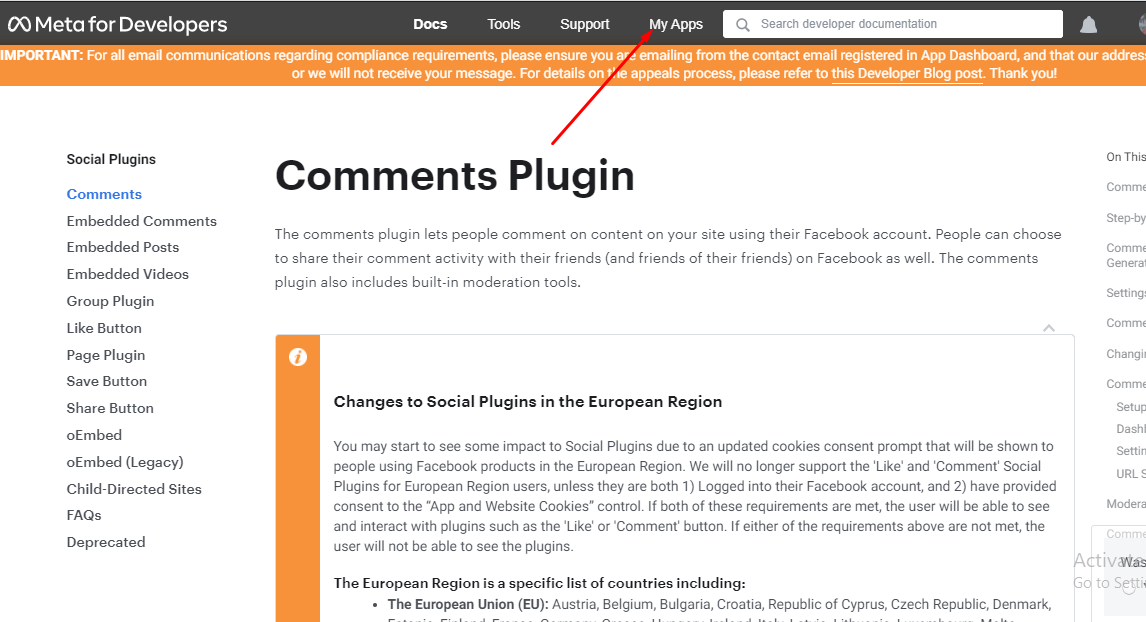 Meta for Developers
Docs
Tools
Support
My Apps
Search developer documentation
IMPORTANT: For all email communications regarding compliance requirements, please ensure you are emailing from the contact email registered in App Dashboard, and that our
or we will not receive your message. For details on the appeals process, please refer to this Developer Blog post. Thank you!
Social Plugins
Comments
Embedded Comments
Embedded Posts
Embedded Videos
Group Plugin
Like Button
Page Plugin
Save Button
Share Button
oEmbed
oEmbed (Legacy)
Child-Directed Sites
FAQs
Deprecated
Comments Plugin
The comments plugin lets people comment on content on your site using their Facebook account. People can choose
to share their comment activity with their friends (and friends of their friends) on Facebook as well. The comments
plugin also includes built-in moderation tools.
Changes to Social Plugins in the European Region
You may start to see some impact to Social Plugins due to an updated cookies consent prompt that will be shown to
people using Facebook products in the European Region. We will no longer support the 'Like' and 'Comment' Social
Plugins for European Region users, unless they are both 1) Logged into their Facebook account, and 2) have provided
consent to the “App and Website Cookies” control. If both of these requirements are met, the user will be able to see
and interact with plugins such as the 'Like' or 'Comment' button. If either of the requirements above are not met, the
user will not be able to see the plugins.
The European Region is a specific list of countries including:
• The European Union (EU): Austria, Belgium, Bulgaria, Croatia, Republic of Cyprus, Czech Republic, Denmark,
On This
Comme
Step-by
Comme
Generat
Settings
Comme
Changin
Comme
Setup
Dashl
Settin
URL S
Modera
Comme
Activate
Was
Go to Setti